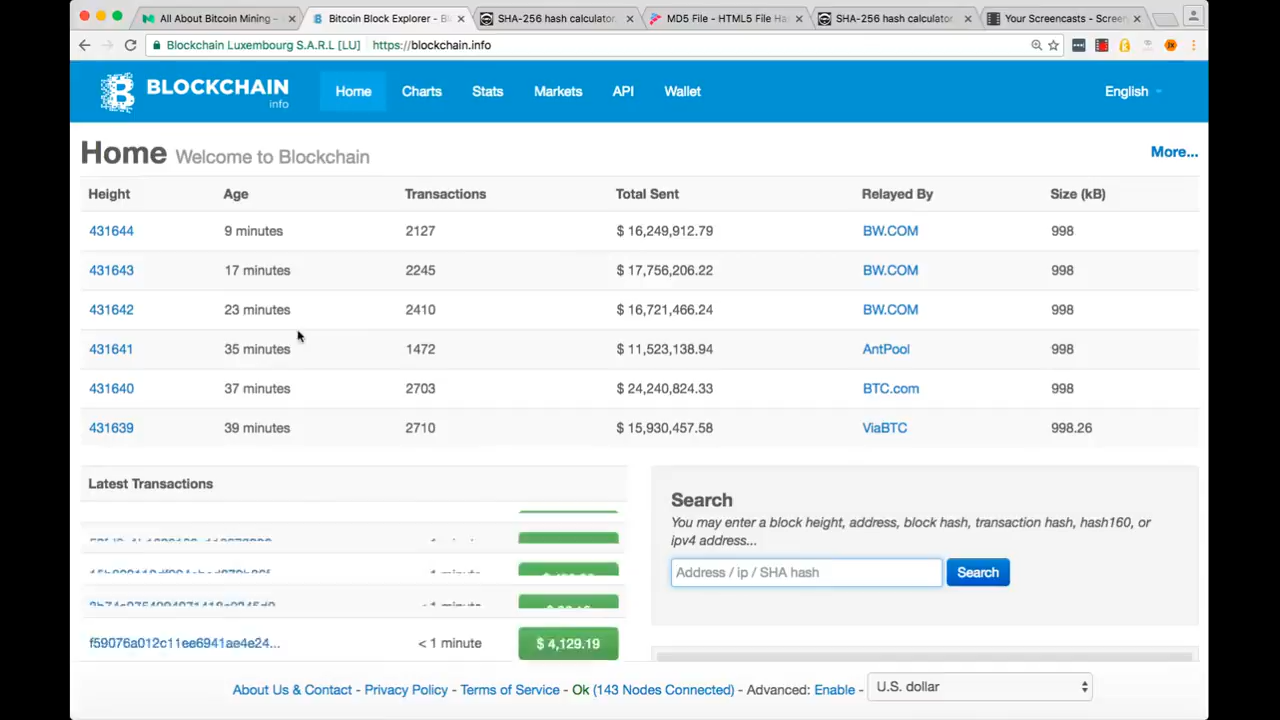 All About Bitcoin Mining -
Bitcoin Block Explorer - Bl
SHA-256 hash calculator.
MD5 File - HTML5 File Ha
SHA-256 hash calculator
Your Screencasts - Screen
Blockchain Luxembourg S.A.R.L [LU]
https://blockchain.info
BLOCKCHAIN
info
Home Charts Stats Markets API Wallet English
Home Welcome to Blockchain More...
Height Age Transactions Total Sent Relayed By Size (kB)
431644 9 minutes 2127 $ 16,249,912.79 BW.COM 998
431643 17 minutes 2245 $ 17,756,206.22 BW.COM 998
431642 23 minutes 2410 $ 16,721,466.24 BW.COM 998
431641 35 minutes 1472 $ 11,523,138.94 AntPool 998
431640 37 minutes 2703 $ 24,240,824.33 BTC.com 998
431639 39 minutes 2710 $ 15,930,457.58 ViaBTC 998.26
Latest Transactions
f59076a012c11ee6941ae4e24... < 1 minute $ 4,129.19
Search
You may enter a block height, address, block hash, transaction hash, hash160, or
ipv4 address...
Address / ip / SHA hash
Search
About Us & Contact - Privacy Policy - Terms of Service - Ok (143 Nodes Connected) - Advanced: Enable - U.S. dollar